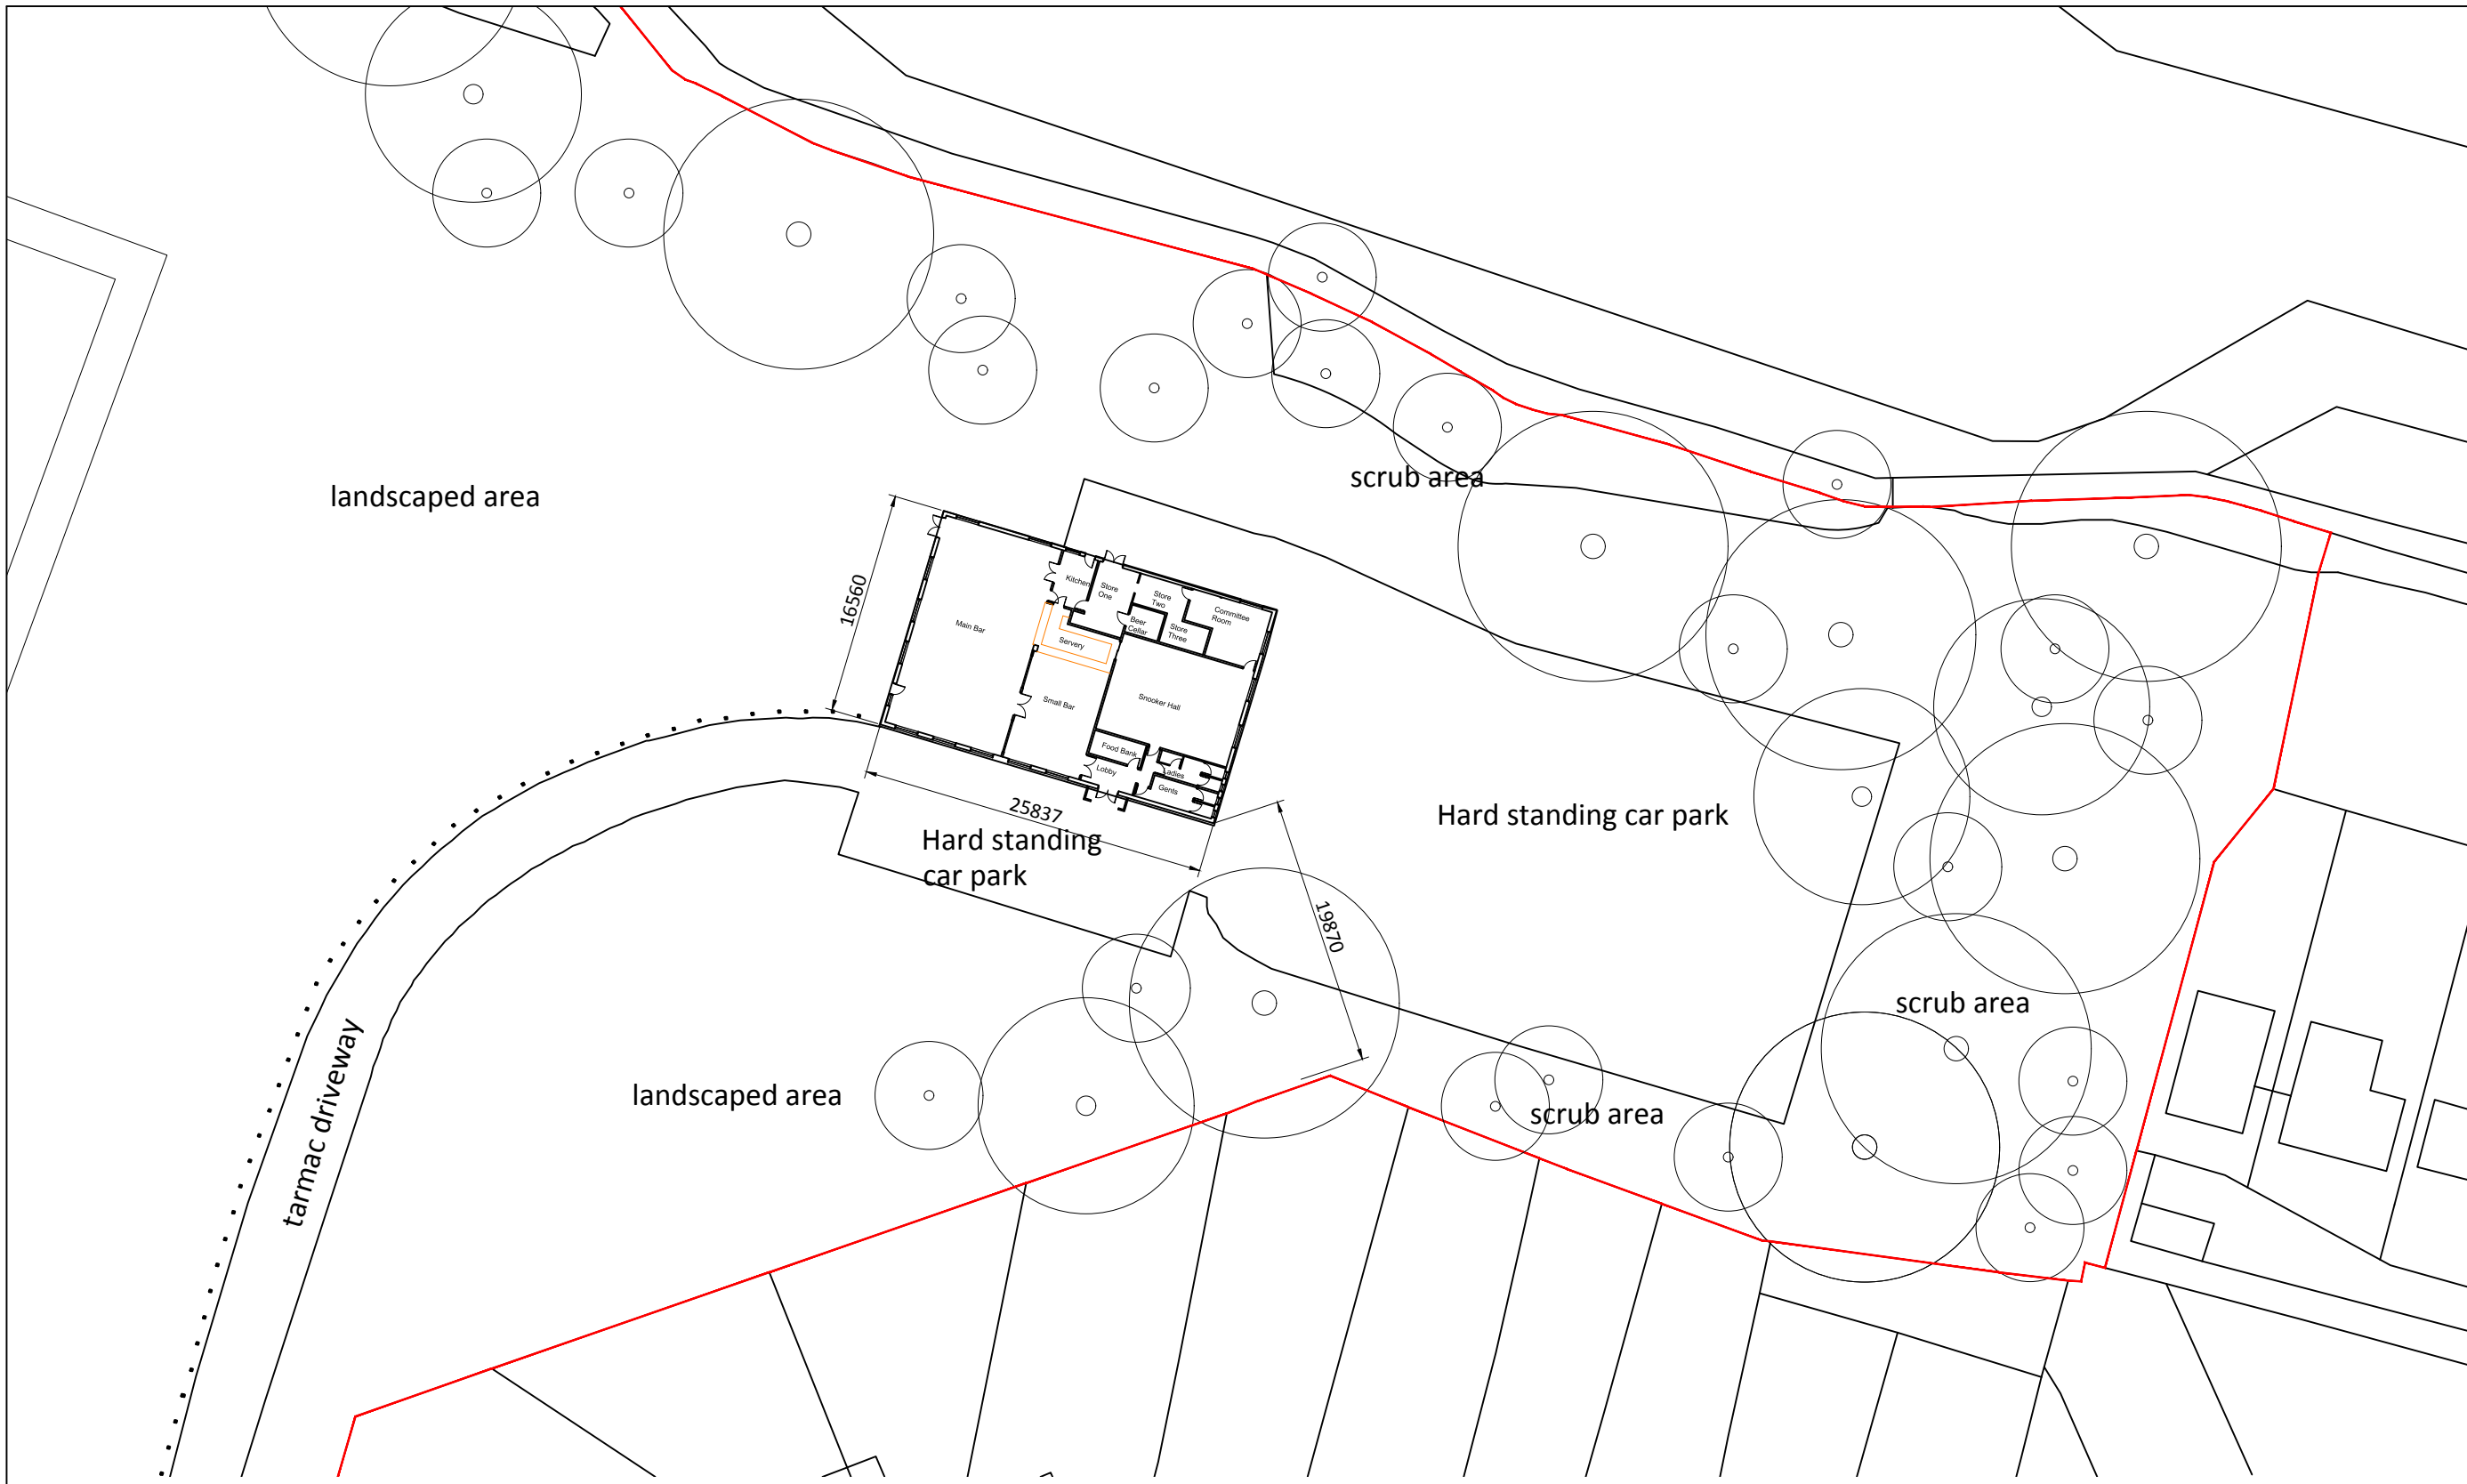 scrub area
landscaped area
16560
Kitchen
Store
One
Store
Two
Committee
Room
Beer
Cellar
Store
Three
Main Bar
Servery
Small Bar
Snooker Hall
Food Bank
Lobby
Ladies
Gents
25837
Hard standing
car park
Hard standing car park
19870
scrub area
tarmac driveway
landscaped area
scrub area